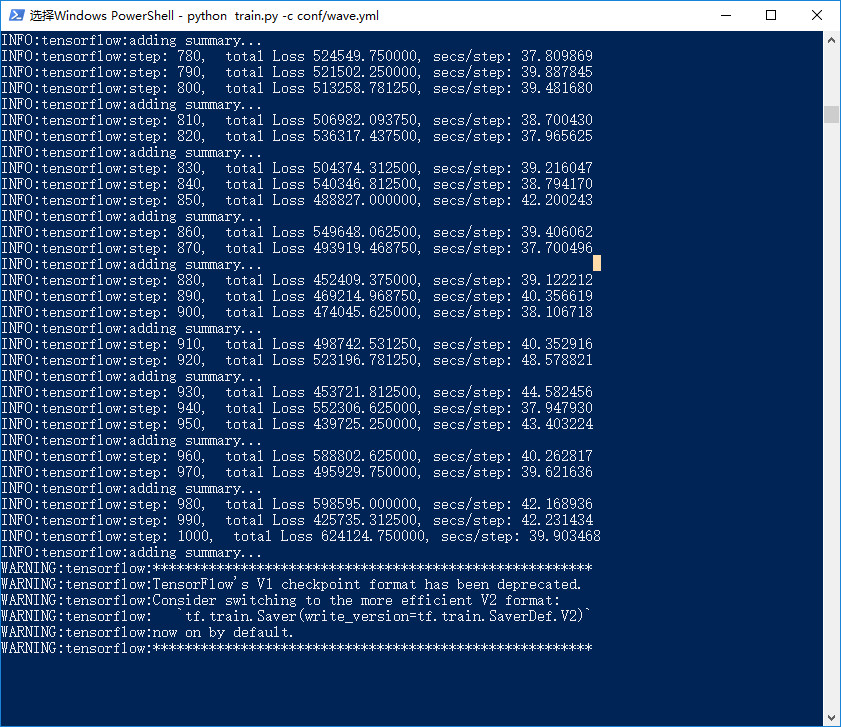 选择Windows PowerShell - python  train.py -c conf/wave.yml
INFO:tensorflow:adding summary...
INFO:tensorflow:step: 780,  total Loss 524549.750000, secs/step: 37.809869
INFO:tensorflow:step: 790,  total Loss 521502.250000, secs/step: 39.887845
INFO:tensorflow:step: 800,  total Loss 513258.781250, secs/step: 39.481680
INFO:tensorflow:adding summary...
INFO:tensorflow:step: 810,  total Loss 506982.093750, secs/step: 38.700430
INFO:tensorflow:step: 820,  total Loss 536317.437500, secs/step: 37.965625
INFO:tensorflow:adding summary...
INFO:tensorflow:step: 830,  total Loss 504374.312500, secs/step: 39.216047
INFO:tensorflow:step: 840,  total Loss 540346.812500, secs/step: 38.794170
INFO:tensorflow:step: 850,  total Loss 488827.000000, secs/step: 42.200243
INFO:tensorflow:adding summary...
INFO:tensorflow:step: 860,  total Loss 549648.062500, secs/step: 39.406062
INFO:tensorflow:step: 870,  total Loss 493919.468750, secs/step: 37.700496
INFO:tensorflow:adding summary...
INFO:tensorflow:step: 880,  total Loss 452409.375000, secs/step: 39.122212
INFO:tensorflow:step: 890,  total Loss 469214.968750, secs/step: 40.356619
INFO:tensorflow:step: 900,  total Loss 474045.625000, secs/step: 38.106718
INFO:tensorflow:adding summary...
INFO:tensorflow:step: 910,  total Loss 498742.531250, secs/step: 40.352916
INFO:tensorflow:step: 920,  total Loss 523196.781250, secs/step: 48.578821
INFO:tensorflow:adding summary...
INFO:tensorflow:step: 930,  total Loss 453721.812500, secs/step: 44.582456
INFO:tensorflow:step: 940,  total Loss 552306.625000, secs/step: 37.947930
INFO:tensorflow:step: 950,  total Loss 439725.250000, secs/step: 43.403224
INFO:tensorflow:adding summary...
INFO:tensorflow:step: 960,  total Loss 588802.625000, secs/step: 40.262817
INFO:tensorflow:step: 970,  total Loss 495929.750000, secs/step: 39.621636
INFO:tensorflow:adding summary...
INFO:tensorflow:step: 980,  total Loss 598595.000000, secs/step: 42.168936
INFO:tensorflow:step: 990,  total Loss 425735.312500, secs/step: 42.231434
INFO:tensorflow:step: 1000,  total Loss 624124.750000, secs/step: 39.903468
INFO:tensorflow:adding summary...
WARNING:tensorflow:*******************************************************
WARNING:tensorflow:TensorFlow's V1 checkpoint format has been deprecated.
WARNING:tensorflow:Consider switching to the more efficient V2 format:
WARNING:tensorflow:   `tf.train.Saver(write_version=tf.train.SaverDef.V2)`
WARNING:tensorflow:now on by default.
WARNING:tensorflow:*******************************************************